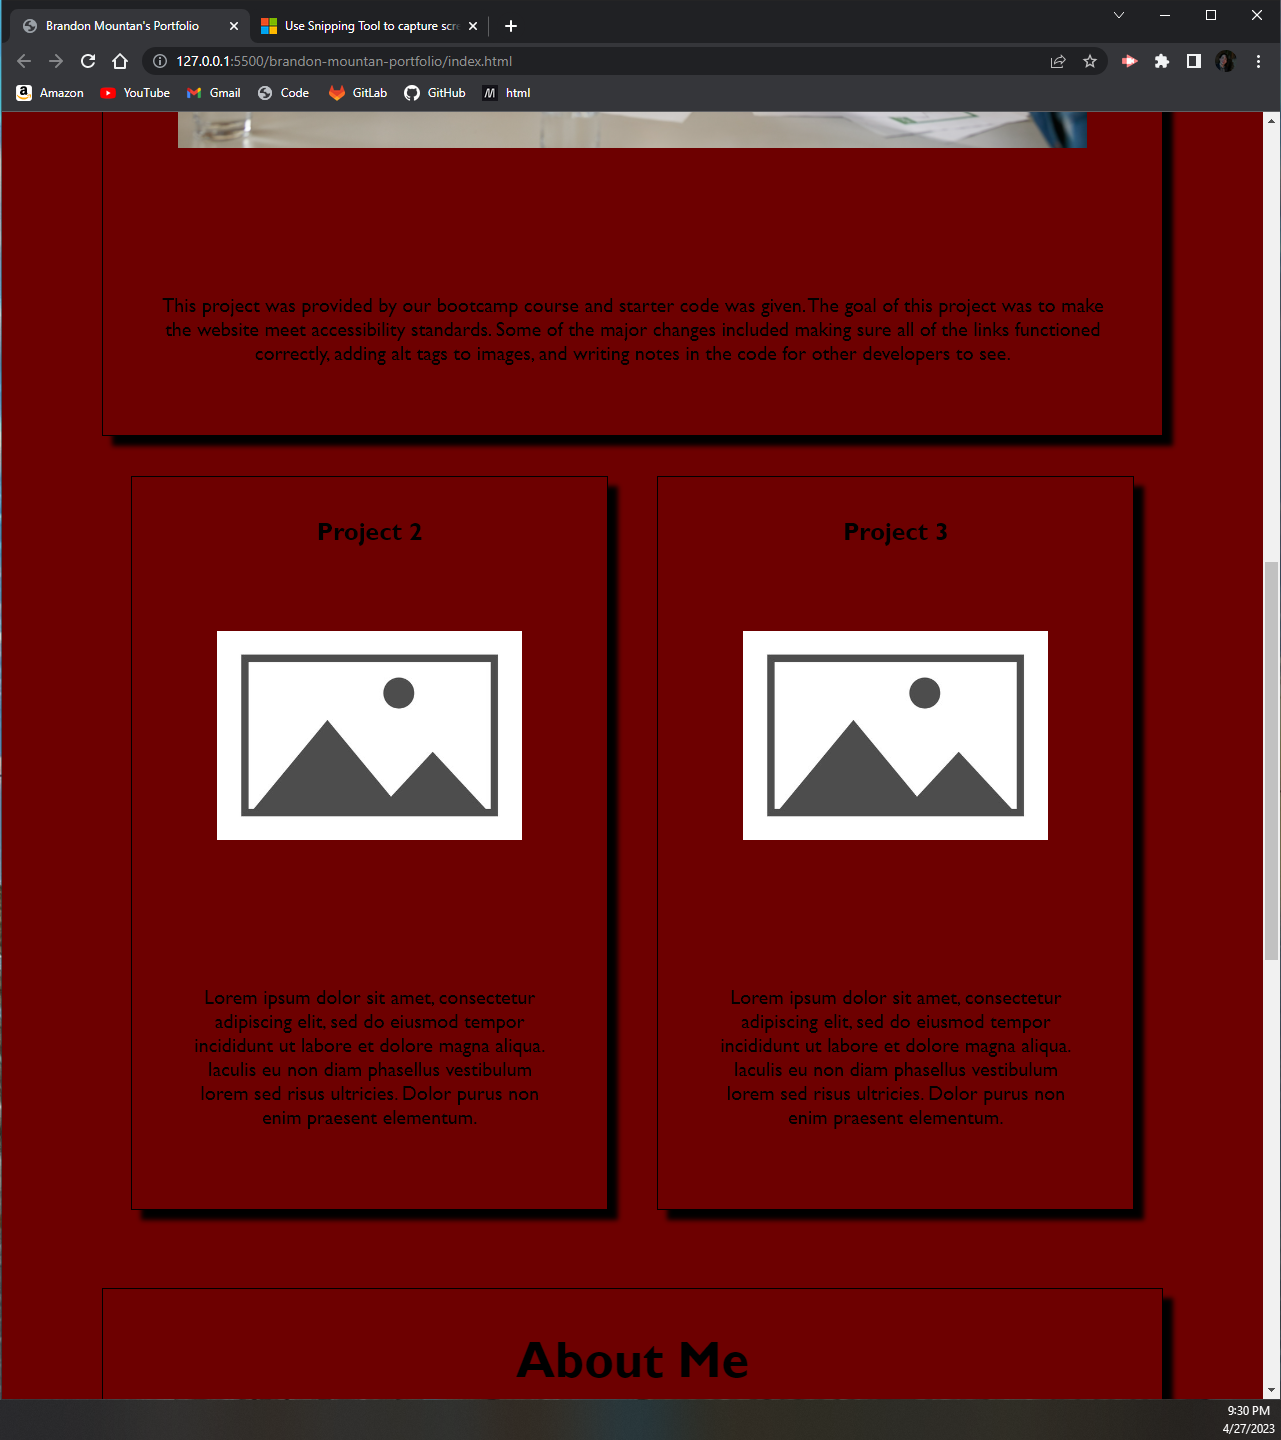 Brandon Mountan's Portfolio
Use Snipping Tool to capture scre
127.0.0.1:5500/brandon-mountan-portfolio/index.html
Amazon YouTube Gmail Code GitLab GitHub html
This project was provided by our bootcamp course and starter code was given. The goal of this project was to make
the website meet accessibility standards. Some of the major changes included making sure all of the links functioned
correctly, adding alt tags to images, and writing notes in the code for other developers to see.
Project 2
Lorem ipsum dolor sit amet, consectetur
adipiscing elit, sed do eiusmod tempor
incididunt ut labore et dolore magna aliqua.
Iaculis eu non diam phasellus vestibulum
lorem sed risus ultricies. Dolor purus non
enim praesent elementum.
Project 3
Lorem ipsum dolor sit amet, consectetur
adipiscing elit, sed do eiusmod tempor
incididunt ut labore et dolore magna aliqua.
Iaculis eu non diam phasellus vestibulum
lorem sed risus ultricies. Dolor purus non
enim praesent elementum.
About Me
9:30 PM
4/27/2023